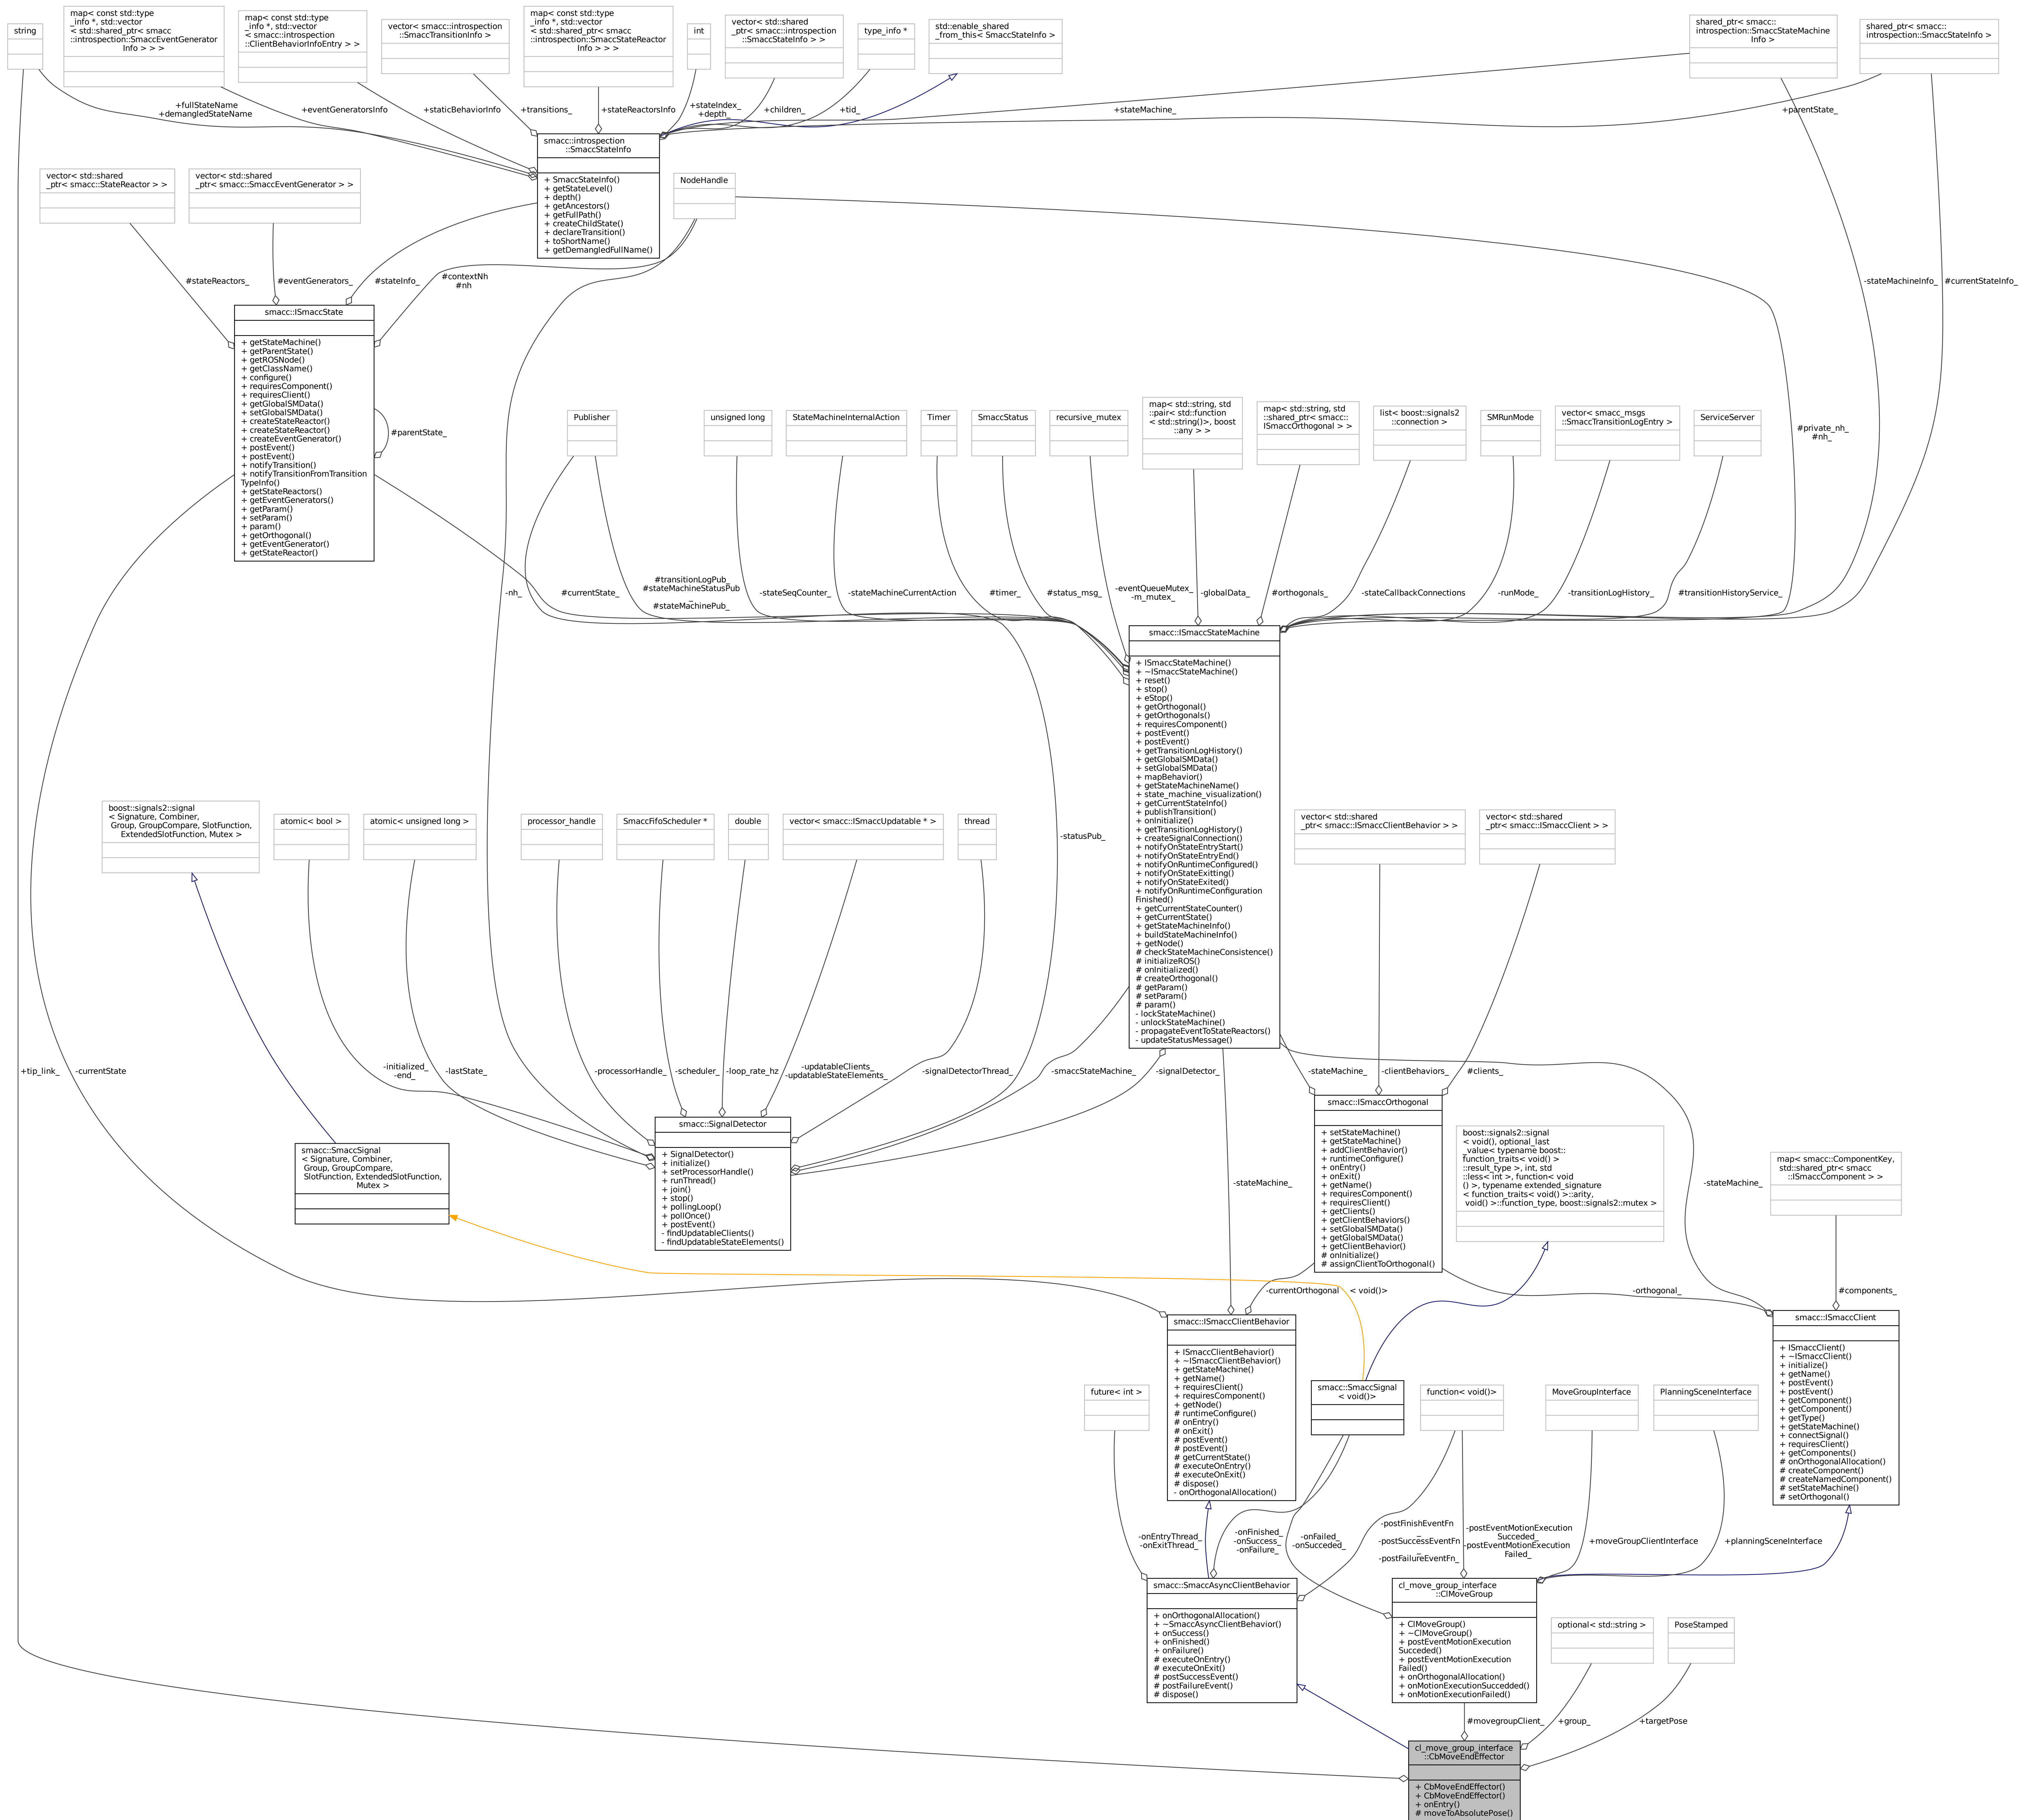 string
map< const std::type
_info *, std::vector
< std::shared_ptr< smacc
::introspection::SmaccEventGenerator
Info > > >
map< const std::type
_info *, std::vector
< smacc::introspection
::ClientBehaviorInfoEntry > >
vector< smacc::introspection
::SmaccTransitionInfo >
map< const std::type
_info *, std::vector
< std::shared_ptr< smacc
::introspection::SmaccStateReactor
Info > > >
int
vector< std::shared
_ptr< smacc::introspection
::SmaccStateInfo > >
type_info *
std::enable_shared
_from_this< SmaccStateInfo >
shared_ptr< smacc::
introspection::SmaccStateMachine
Info >
shared_ptr< smacc::
introspection::SmaccStateInfo >
+fullStateName
+demangledStateName
+eventGeneratorsInfo
+staticBehaviorInfo
+transitions_
+stateReactorsInfo
+stateIndex_
+depth_
+children_
+tid_
+stateMachine_
+parentState_
smacc::introspection
::SmaccStateInfo
+ SmaccStateInfo()
+ getStateLevel()
+ depth()
+ getAncestors()
+ getFullPath()
+ createChildState()
+ declareTransition()
+ toShortName()
+ getDemangledFullName()
vector< std::shared
_ptr< smacc::StateReactor > >
vector< std::shared
_ptr< smacc::SmaccEventGenerator > >
NodeHandle
#stateReactors_
#eventGenerators_
#stateInfo_
#contextNh
#nh
-stateMachineInfo_
#currentStateInfo_
smacc::ISmaccState
+ getStateMachine()
+ getParentState()
+ getROSNode()
+ getClassName()
+ configure()
+ requiresComponent()
+ requiresClient()
+ getGlobalSMData()
+ setGlobalSMData()
+ createStateReactor()
+ createStateReactor()
+ createEventGenerator()
+ postEvent()
+ postEvent()
+ notifyTransition()
+ notifyTransitionFromTransition
TypeInfo()
+ getStateReactors()
+ getEventGenerators()
+ getParam()
+ setParam()
+ param()
+ getOrthogonal()
+ getEventGenerator()
+ getStateReactor()
#parentState_
Publisher
unsigned long
StateMachineInternalAction
Timer
SmaccStatus
recursive_mutex
map< std::string, std
::pair< std::function
< std::string()>, boost
::any > >
map< std::string, std
::shared_ptr< smacc::
ISmaccOrthogonal > >
list< boost::signals2
::connection >
SMRunMode
vector< smacc_msgs
::SmaccTransitionLogEntry >
ServiceServer
#private_nh_
#nh_
-nh_
#currentState_
#transitionLogPub_
#stateMachineStatusPub
_
#stateMachinePub_
-stateSeqCounter_
-stateMachineCurrentAction
#timer_
#status_msg_
-eventQueueMutex_
-m_mutex_
-globalData_
#orthogonals_
-stateCallbackConnections
-runMode_
-transitionLogHistory_
#transitionHistoryService_
smacc::ISmaccStateMachine
+ ISmaccStateMachine()
+ ~ISmaccStateMachine()
+ reset()
+ stop()
+ eStop()
+ getOrthogonal()
+ getOrthogonals()
+ requiresComponent()
+ postEvent()
+ postEvent()
+ getTransitionLogHistory()
+ getGlobalSMData()
+ setGlobalSMData()
+ mapBehavior()
+ getStateMachineName()
+ state_machine_visualization()
+ getCurrentStateInfo()
+ publishTransition()
+ onInitialize()
+ getTransitionLogHistory()
+ createSignalConnection()
+ notifyOnStateEntryStart()
+ notifyOnStateEntryEnd()
+ notifyOnRuntimeConfigured()
+ notifyOnStateExitting()
+ notifyOnStateExited()
+ notifyOnRuntimeConfiguration
Finished()
+ getCurrentStateCounter()
+ getCurrentState()
+ getStateMachineInfo()
+ buildStateMachineInfo()
+ getNode()
# checkStateMachineConsistence()
# initializeROS()
# onInitialized()
# createOrthogonal()
# getParam()
# setParam()
# param()
- lockStateMachine()
- unlockStateMachine()
- propagateEventToStateReactors()
- updateStatusMessage()
boost::signals2::signal
< Signature, Combiner,
Group, GroupCompare, SlotFunction,
ExtendedSlotFunction, Mutex >
atomic< bool >
atomic< unsigned long >
processor_handle
SmaccFifoScheduler *
double
vector< smacc::ISmaccUpdatable * >
thread
-statusPub_
vector< std::shared
_ptr< smacc::ISmaccClientBehavior > >
vector< std::shared
_ptr< smacc::ISmaccClient > >
+tip_link_
-currentState
-initialized_
-end_
-lastState_
-processorHandle_
-scheduler_
-loop_rate_hz
-updatableClients_
-updatableStateElements_
-signalDetectorThread_
-smaccStateMachine_
-signalDetector_
-stateMachine_
-clientBehaviors_
#clients_
smacc::SignalDetector
+ SignalDetector()
+ initialize()
+ setProcessorHandle()
+ runThread()
+ join()
+ stop()
+ pollingLoop()
+ pollOnce()
+ postEvent()
- findUpdatableClients()
- findUpdatableStateElements()
smacc::SmaccSignal
< Signature, Combiner,
Group, GroupCompare,
SlotFunction, ExtendedSlotFunction,
Mutex >
smacc::ISmaccOrthogonal
+ setStateMachine()
+ getStateMachine()
+ addClientBehavior()
+ runtimeConfigure()
+ onEntry()
+ onExit()
+ getName()
+ requiresComponent()
+ requiresClient()
+ getClients()
+ getClientBehaviors()
+ setGlobalSMData()
+ getGlobalSMData()
+ getClientBehavior()
# onInitialize()
# assignClientToOrthogonal()
boost::signals2::signal
< void(), optional_last
_value< typename boost::
function_traits< void() >
::result_type >, int, std
::less< int >, function< void
() >, typename extended_signature
< function_traits< void() >::arity,
void() >::function_type, boost::signals2::mutex >
map< smacc::ComponentKey,
std::shared_ptr< smacc
::ISmaccComponent > >
-stateMachine_
-stateMachine_
-currentOrthogonal
< void()>
-orthogonal_
#components_
smacc::ISmaccClientBehavior
+ ISmaccClientBehavior()
+ ~ISmaccClientBehavior()
+ getStateMachine()
+ getName()
+ requiresClient()
+ requiresComponent()
+ getNode()
# runtimeConfigure()
# onEntry()
# onExit()
# postEvent()
# postEvent()
# getCurrentState()
# executeOnEntry()
# executeOnExit()
# dispose()
- onOrthogonalAllocation()
smacc::ISmaccClient
+ ISmaccClient()
+ ~ISmaccClient()
+ initialize()
+ getName()
+ postEvent()
+ postEvent()
+ getComponent()
+ getComponent()
+ getType()
+ getStateMachine()
+ connectSignal()
+ requiresClient()
+ getComponents()
# onOrthogonalAllocation()
# createComponent()
# createNamedComponent()
# setStateMachine()
# setOrthogonal()
future< int >
smacc::SmaccSignal
< void()>
function< void()>
MoveGroupInterface
PlanningSceneInterface
-onEntryThread_
-onExitThread_
-onFinished_
-onSuccess_
-onFailure_
-onFailed_
-onSucceded_
-postFinishEventFn
_
-postSuccessEventFn
_
-postFailureEventFn_
-postEventMotionExecution
Succeded_
-postEventMotionExecution
Failed_
+moveGroupClientInterface
+planningSceneInterface
smacc::SmaccAsyncClientBehavior
+ onOrthogonalAllocation()
+ ~SmaccAsyncClientBehavior()
+ onSuccess()
+ onFinished()
+ onFailure()
# executeOnEntry()
# executeOnExit()
# postSuccessEvent()
# postFailureEvent()
# dispose()
cl_move_group_interface
::ClMoveGroup
+ ClMoveGroup()
+ ~ClMoveGroup()
+ postEventMotionExecution
Succeded()
+ postEventMotionExecution
Failed()
+ onOrthogonalAllocation()
+ onMotionExecutionSuccedded()
+ onMotionExecutionFailed()
optional< std::string >
PoseStamped
#movegroupClient_
+group_
+targetPose
cl_move_group_interface
::CbMoveEndEffector
+ CbMoveEndEffector()
+ CbMoveEndEffector()
+ onEntry()
# moveToAbsolutePose()